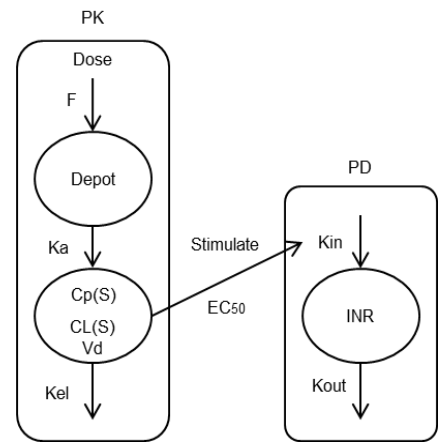 PK
Dose
F
Depot
Ka
Cp(S)
CL(S)
Vd
Kel
Stimulate
EC50
PD
Kin
INR
Kout